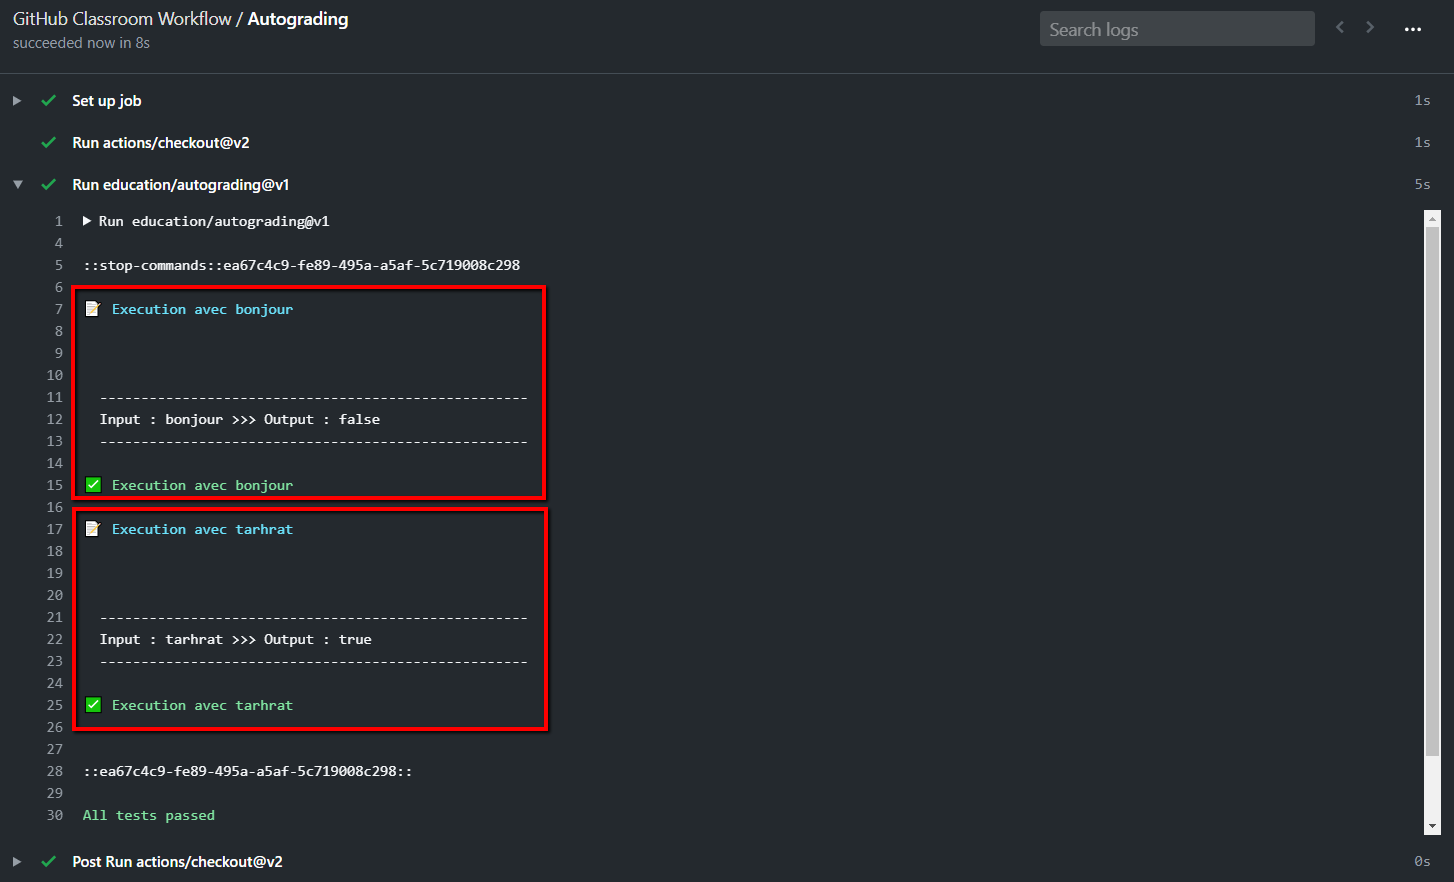 GitHub Classroom Workflow / Autograding
succeeded now in 8s
Search logs
Set up job 1s
Run actions/checkout@v2 1s
Run education/autograding@v1 5s
1 Run education/autograding@v1
4
5 ::stop-commands::ea67c4c9-fe89-495a-a5af-5c719008c298
6
7 📝 Execution avec bonjour
8
9
10
11 ----------------------------------------------------
12 Input : bonjour >>> Output : false
13 ----------------------------------------------------
14
15 ✅ Execution avec bonjour
16
17 📝 Execution avec tarhrat
18
19
20
21 ----------------------------------------------------
22 Input : tarhrat >>> Output : true
23 ----------------------------------------------------
24
25 ✅ Execution avec tarhrat
26
27
28 ::ea67c4c9-fe89-495a-a5af-5c719008c298::
29
30 All tests passed
Post Run actions/checkout@v2 0s